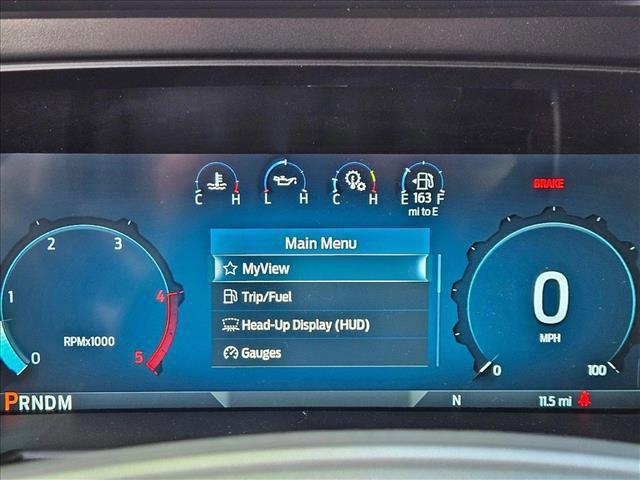 C H
L H
C H
E 163 F
mi to E
BRAKE
Main Menu
MyView
Trip/Fuel
Head-Up Display (HUD)
Gauges
0 1 2 3 4 5
RPMx1000
0
MPH
0 100
PRNDM
N
11.5 mi